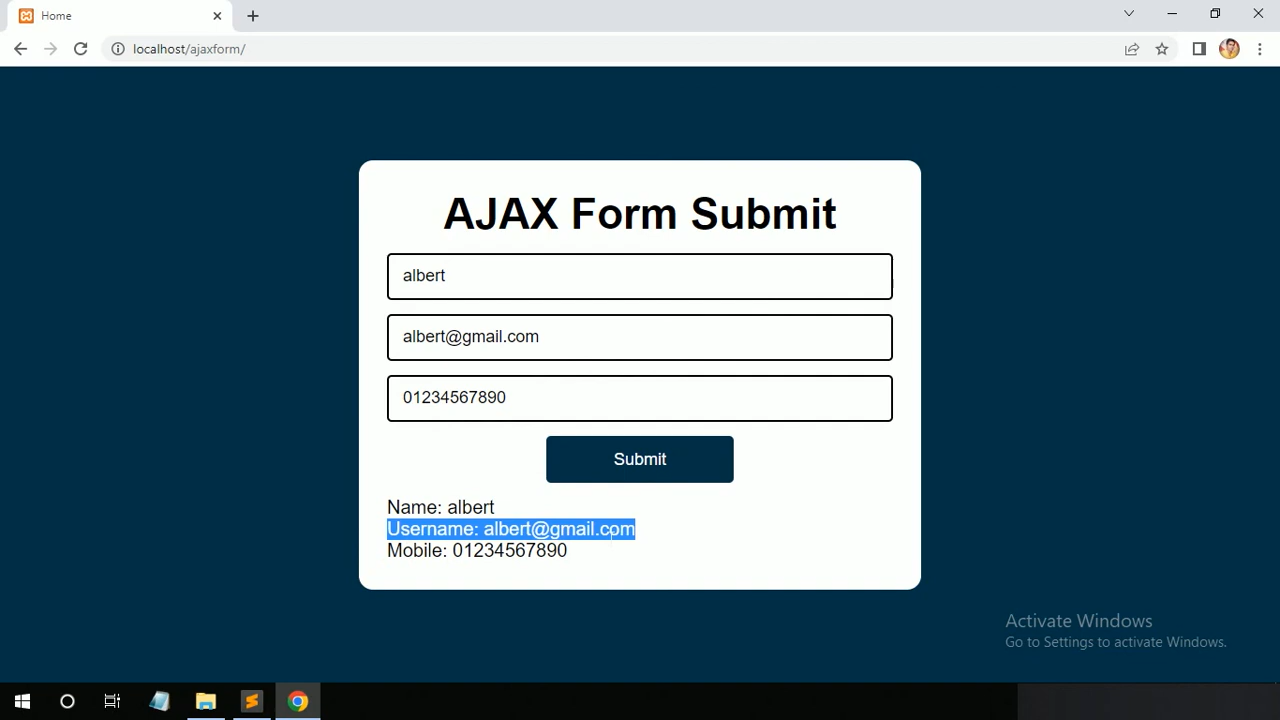 Home
localhost/ajaxform/
AJAX Form Submit
albert
albert@gmail.com
01234567890
Submit
Name: albert
Username: albert@gmail.com
Mobile: 01234567890
Activate Windows
Go to Settings to activate Windows.